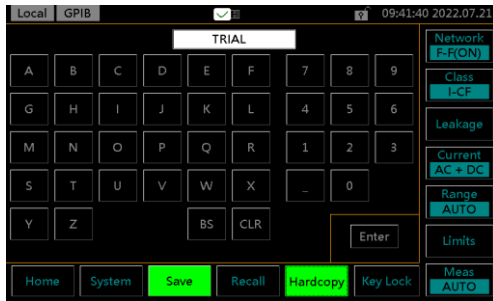 Local GPIB 09:41:40 2022.07.21
TRIAL
A B C D E F 7 8 9
G H I J K L 4 5 6
M N O P Q R 1 2 3
S T U V W X _ 0
Y Z BS CLR
Enter
Network
F-F(ON)
Class
I-CF
Leakage
Current
AC + DC
Range
AUTO
Limits
Meas
AUTO
Home System Save Recall Hardcopy Key Lock